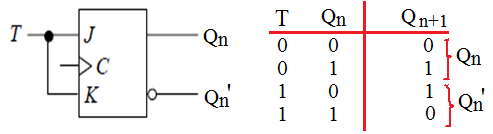 T J Qn
C
K Qn'
T Qn Qn+1
0 0 0
0 1 1 Qn
1 0 1
1 1 0 Qn'